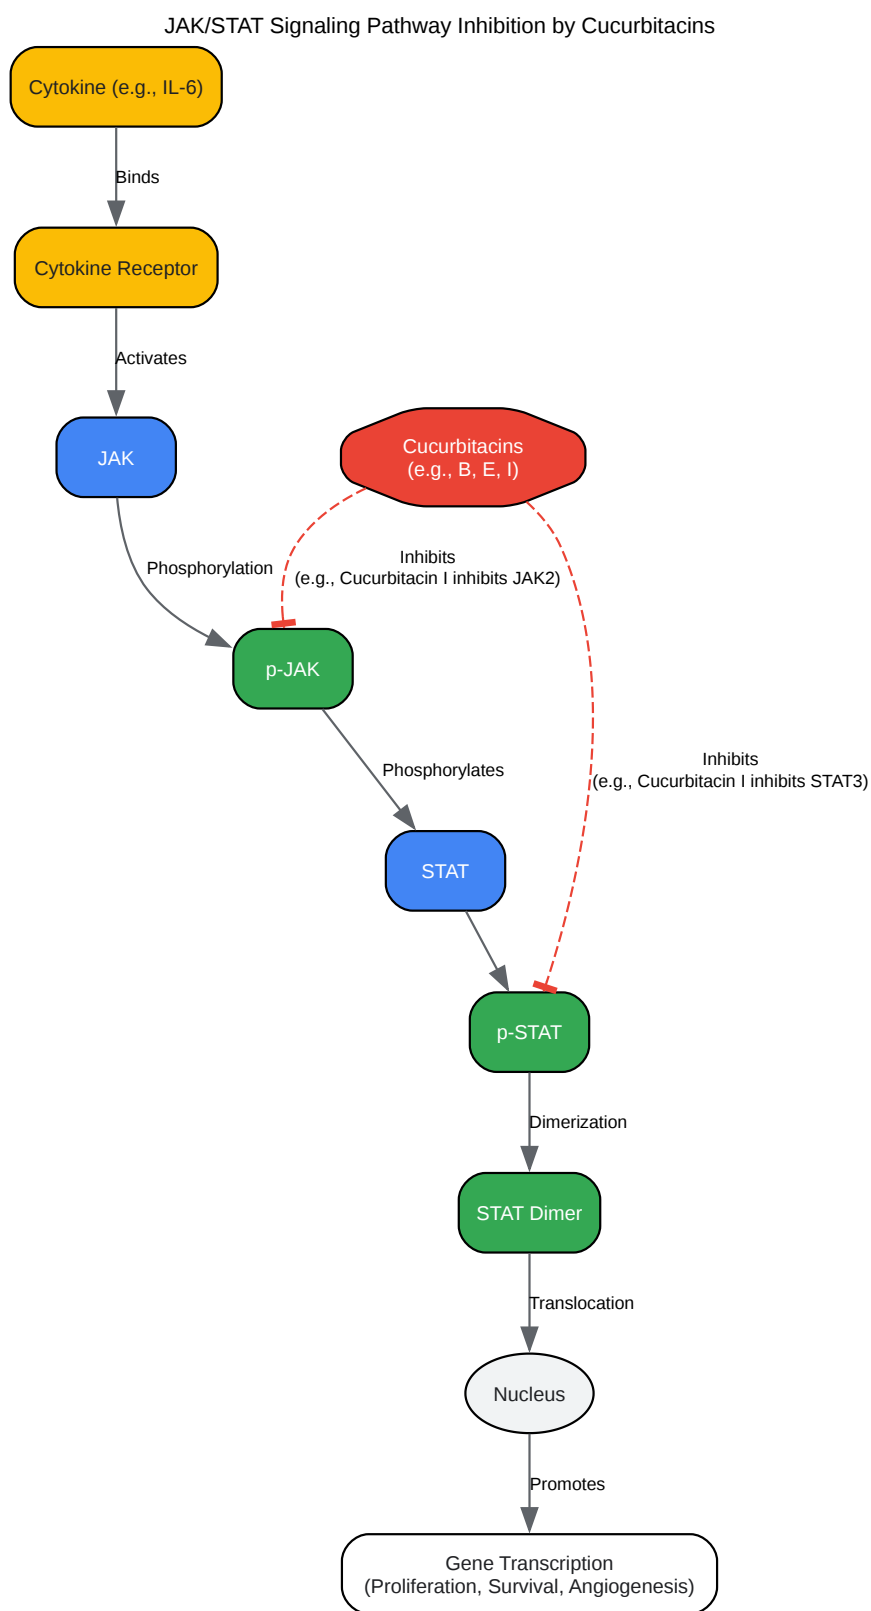 JAK/STAT Signaling Pathway Inhibition by Cucurbitacins
Cytokine (e.g., IL-6)
Binds
Cytokine Receptor
Activates
JAK
Cucurbitacins
(e.g., B, E, I)
Phosphorylation
Inhibits
(e.g., Cucurbitacin I inhibits JAK2)
p-JAK
Phosphorylates
Inhibits
(e.g., Cucurbitacin I inhibits STAT3)
STAT
p-STAT
Dimerization
STAT Dimer
Translocation
Nucleus
Promotes
Gene Transcription
(Proliferation, Survival, Angiogenesis)